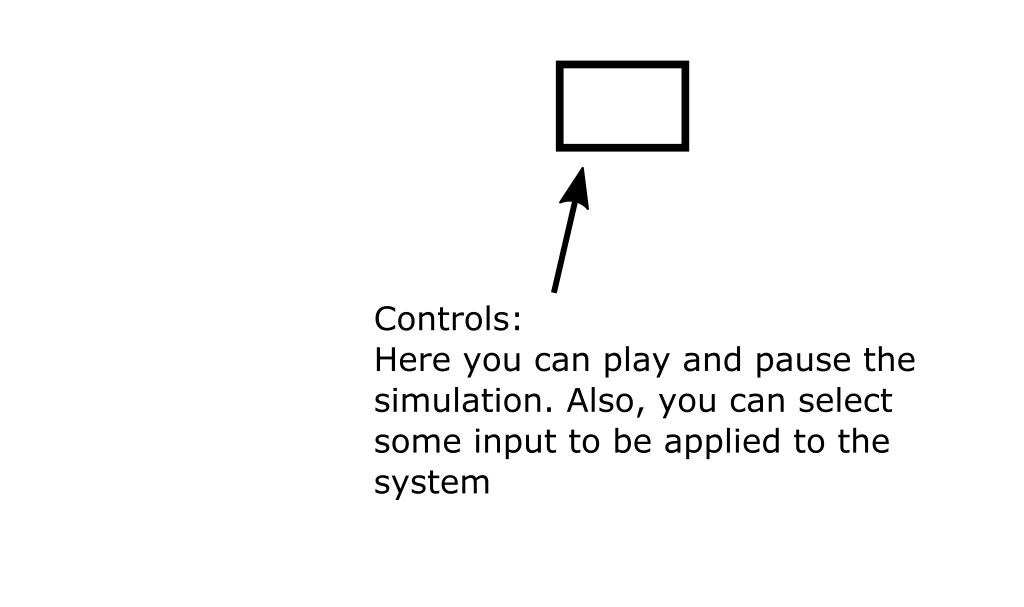 Controls:
Here you can play and pause the
simulation. Also, you can select
some input to be applied to the
system